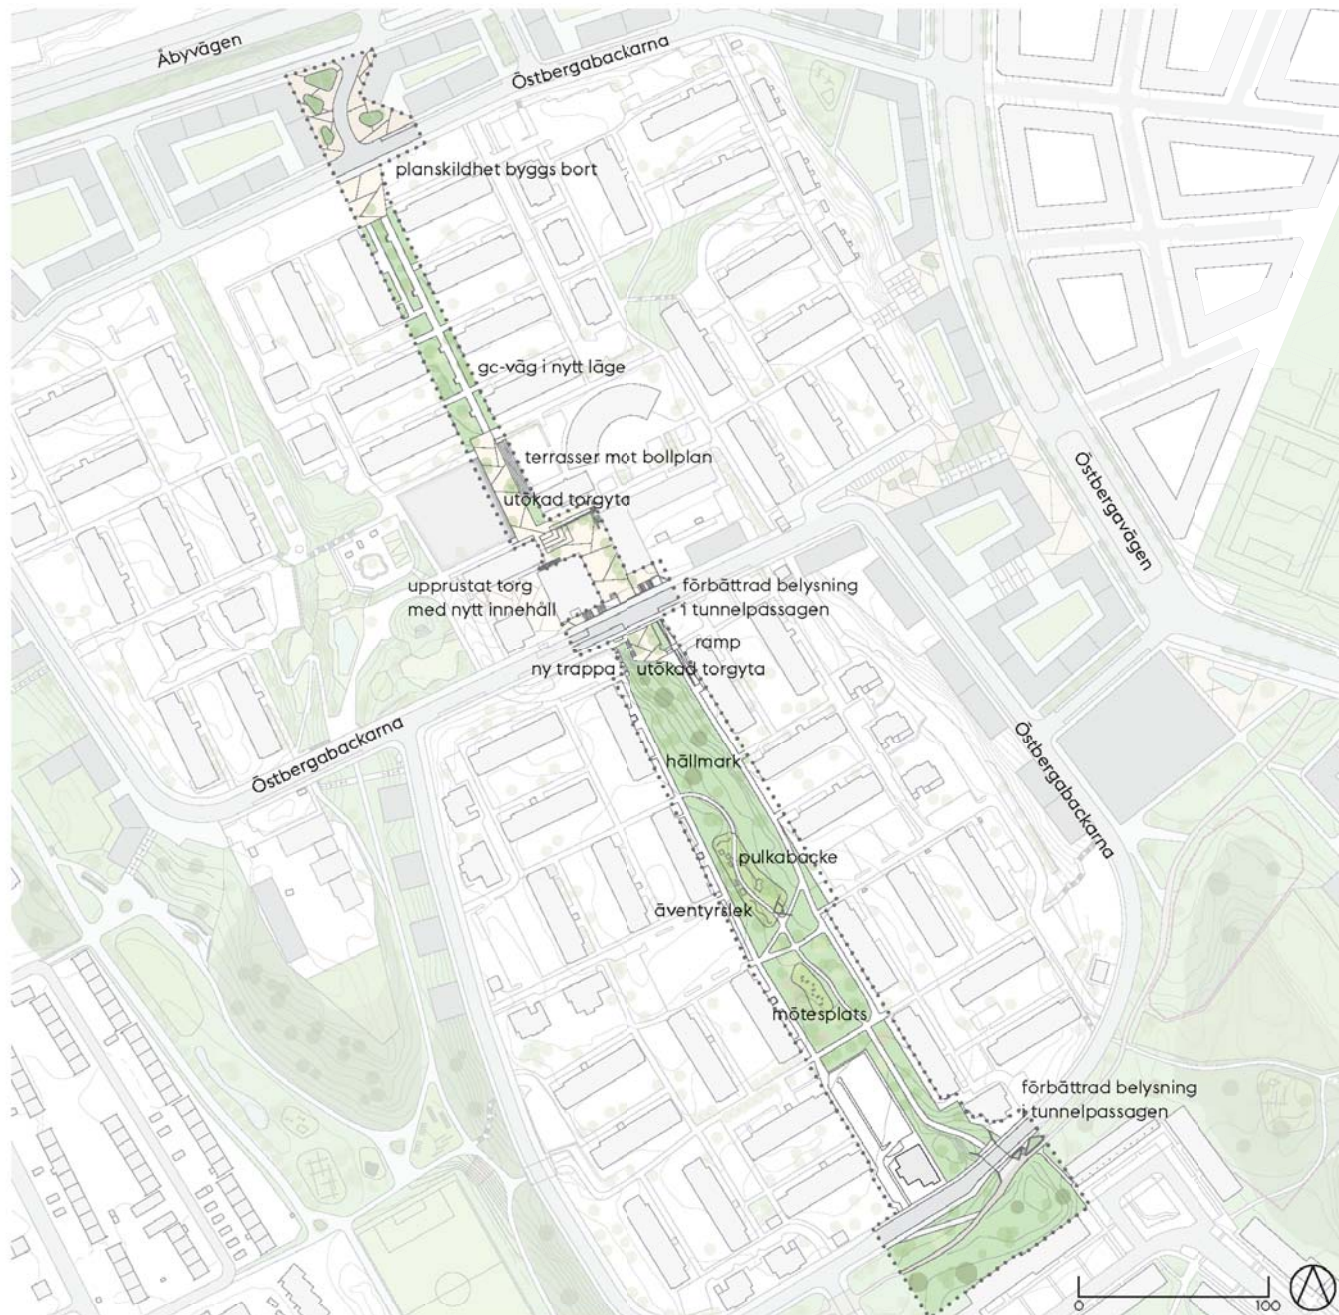 Åbyvägen
Östbergabackarna
planskildhet byggs bort
gc-väg i nytt läge
terrasser mot bollplan
utökad torgyta
Östbergavägen
upprustat torg
med nytt innehåll
förbättrad belysning
i tunnelpassagen
ramp
ny trappa
utökad torgyta
Östbergabackarna
hällmark
Östbergabackarna
pulkabacke
äventyrslek
mötesplats
förbättrad belysning
i tunnelpassagen
0 100
A